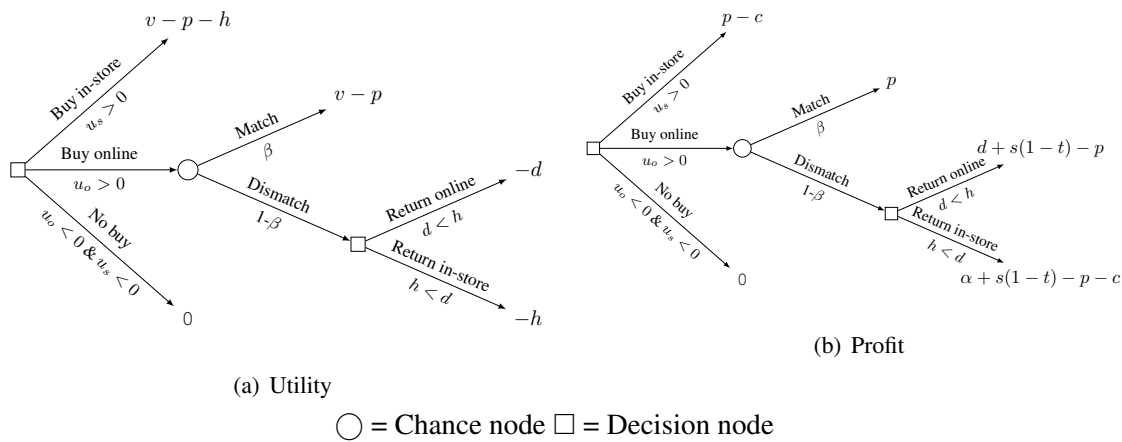 v − p − h
Buy in-store
u_s > 0
Buy online
u_o > 0
No buy
u_o < 0 & u_s < 0
0
Match
β
v − p
Dismatch
1-β
Return online
d < h
−d
Return in-store
h < d
−h
(a) Utility
p − c
Buy in-store
u_s > 0
Buy online
u_o > 0
No buy
u_o < 0 & u_s < 0
0
Match
β
p
Dismatch
1-β
Return online
d < h
d + s(1 − t) − p
Return in-store
h < d
α + s(1 − t) − p − c
(b) Profit
○ = Chance node □ = Decision node